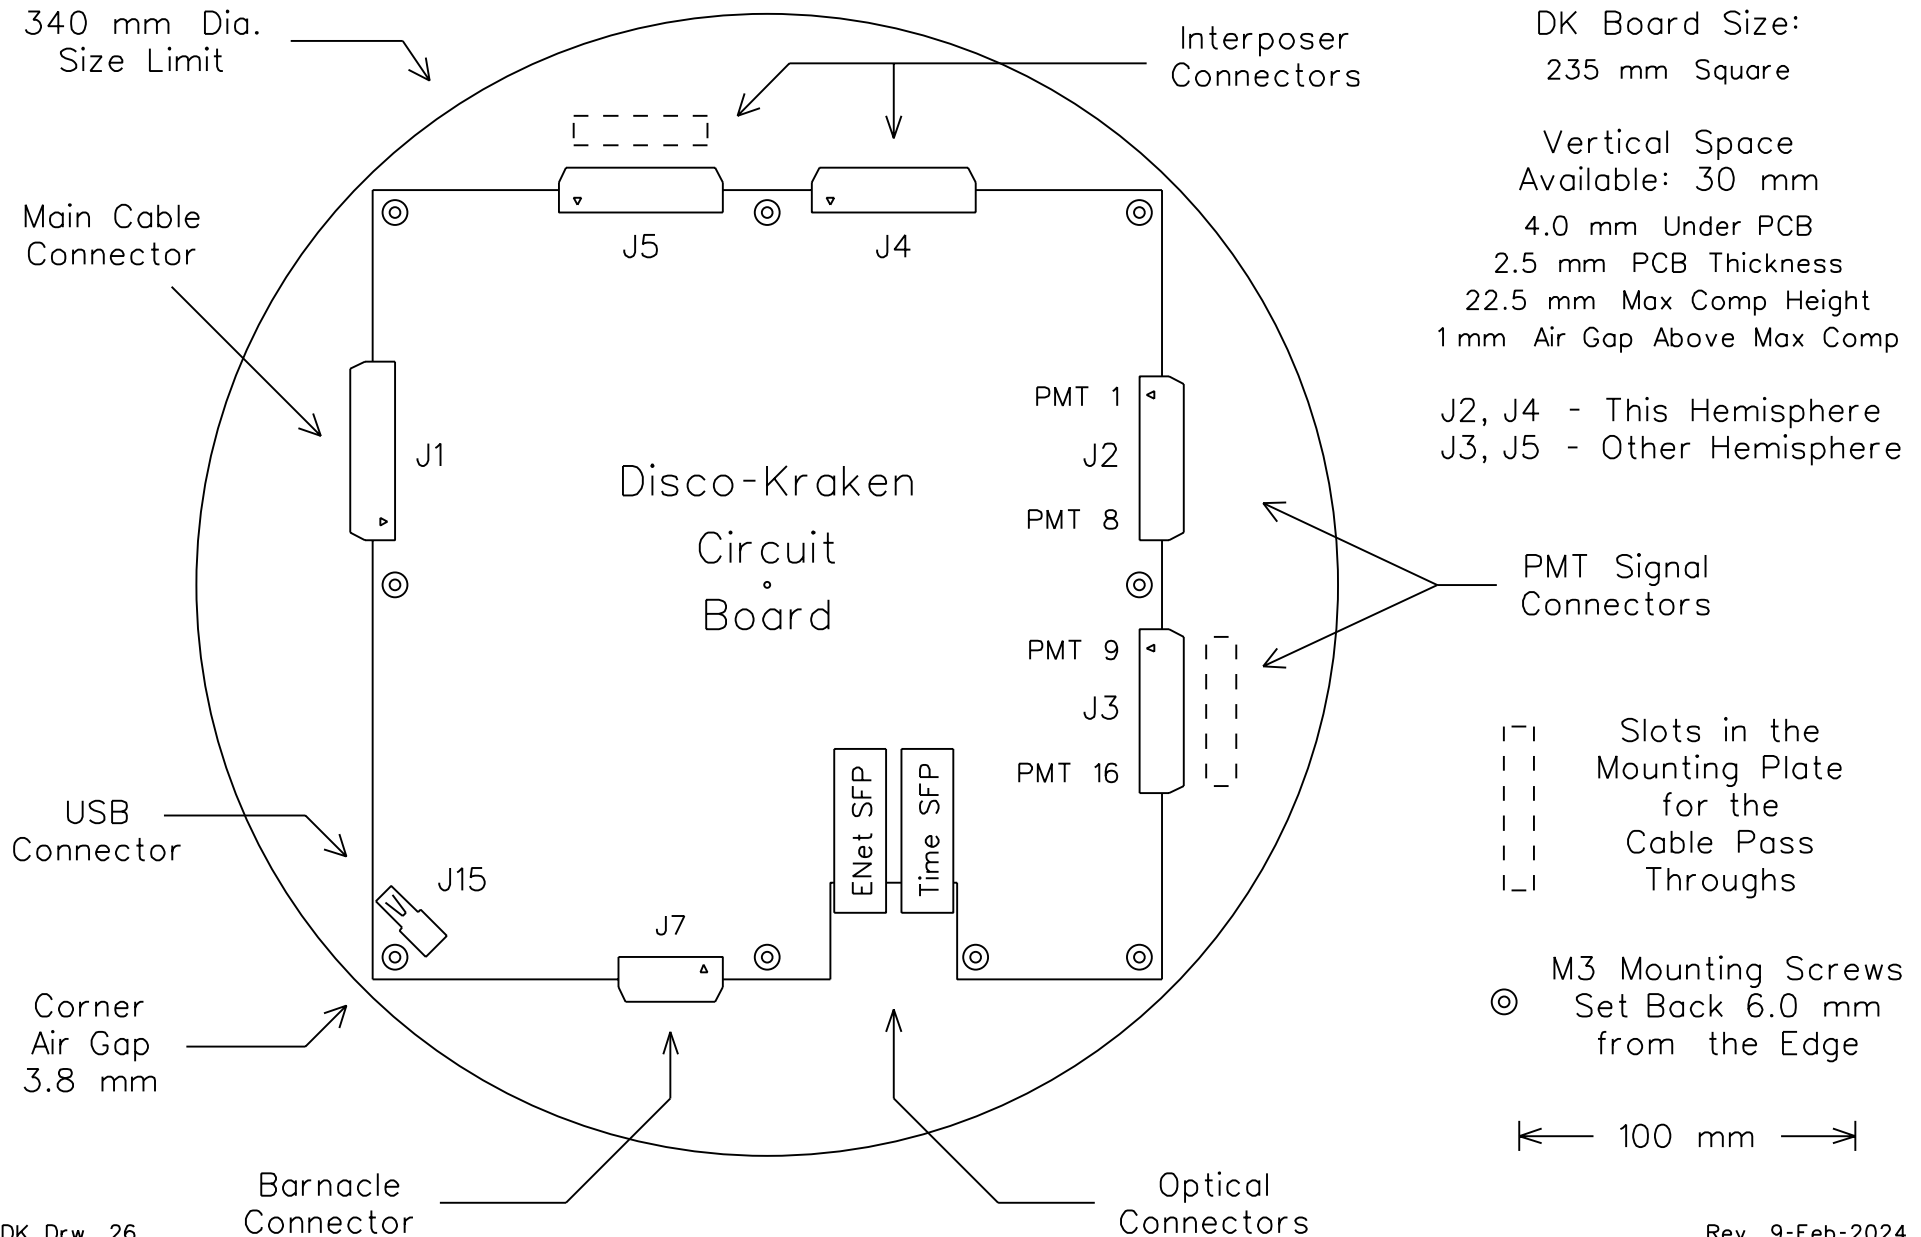 340 mm Dia.
Size Limit
Interposer
Connectors
DK Board Size:
235 mm Square
Vertical Space
Available: 30 mm
4.0 mm Under PCB
2.5 mm PCB Thickness
22.5 mm Max Comp Height
1 mm Air Gap Above Max Comp
Main Cable
Connector
J5
J4
J2, J4 - This Hemisphere
J3, J5 - Other Hemisphere
J1
PMT 1
J2
PMT 8
Disco-Kraken
Circuit
Board
PMT Signal
Connectors
PMT 9
J3
PMT 16
Slots in the
Mounting Plate
for the
Cable Pass
Throughs
ENet SFP
Time SFP
USB
Connector
J15
J7
M3 Mounting Screws
Set Back 6.0 mm
from the Edge
Corner
Air Gap
3.8 mm
100 mm
Barnacle
Connector
Optical
Connectors
DK Drw. 26
Rev. 9-Feb-2024